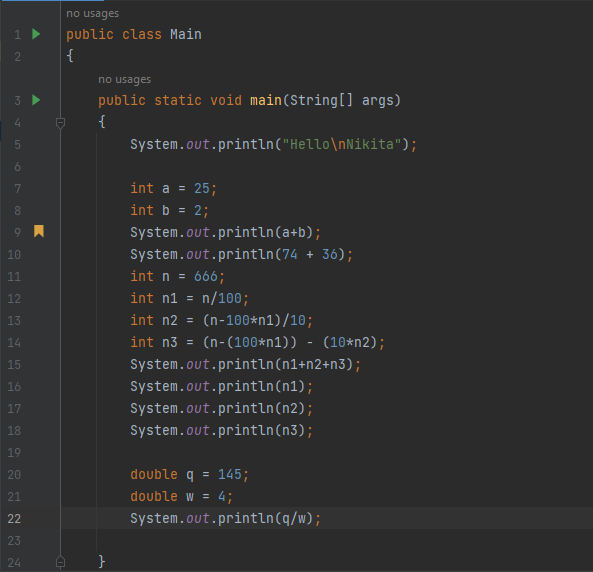 no usages
1 public class Main
2 {
no usages
3 public static void main(String[] args)
4 {
5 System.out.println("Hello\nNikita");
6
7 int a = 25;
8 int b = 2;
9 System.out.println(a+b);
10 System.out.println(74 + 36);
11 int n = 666;
12 int n1 = n/100;
13 int n2 = (n-100*n1)/10;
14 int n3 = (n-(100*n1)) - (10*n2);
15 System.out.println(n1+n2+n3);
16 System.out.println(n1);
17 System.out.println(n2);
18 System.out.println(n3);
19
20 double q = 145;
21 double w = 4;
22 System.out.println(q/w);
23
24 }